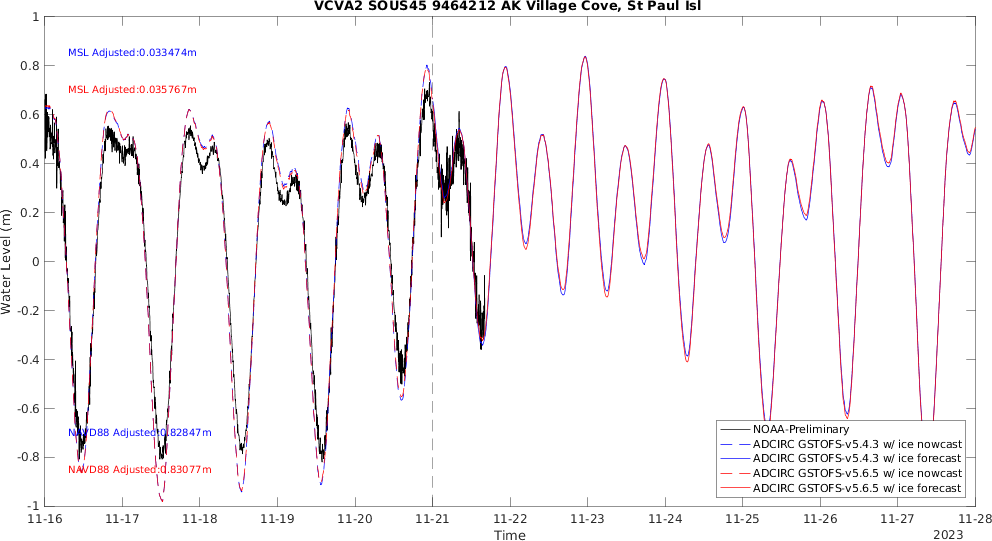 VCVA2 SOUS45 9464212 AK Village Cove, St Paul Isl
MSL Adjusted:0.033474m
MSL Adjusted:0.035767m
NAVD88 Adjusted:0.82847m
NAVD88 Adjusted:0.83077m
Water Level (m)
1
0.8
0.6
0.4
0.2
0
-0.2
-0.4
-0.6
-0.8
-1
NOAA-Preliminary
ADCIRC GSTOFS-v5.4.3 w/ ice nowcast
ADCIRC GSTOFS-v5.4.3 w/ ice forecast
ADCIRC GSTOFS-v5.6.5 w/ ice nowcast
ADCIRC GSTOFS-v5.6.5 w/ ice forecast
11-16 11-17 11-18 11-19 11-20 11-21 11-22 11-23 11-24 11-25 11-26 11-27 11-28
Time
2023